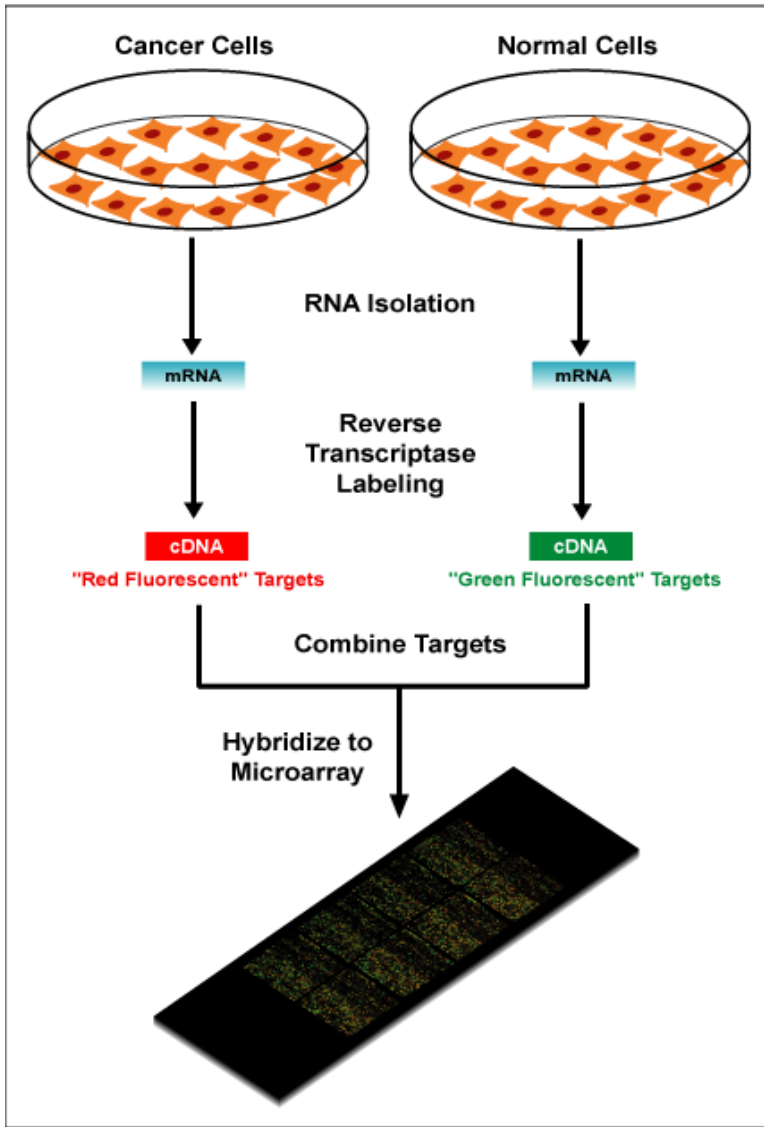 Cancer Cells
Normal Cells
RNA Isolation
mRNA
mRNA
Reverse
Transcriptase
Labeling
cDNA
cDNA
"Red Fluorescent" Targets
"Green Fluorescent" Targets
Combine Targets
Hybridize to
Microarray